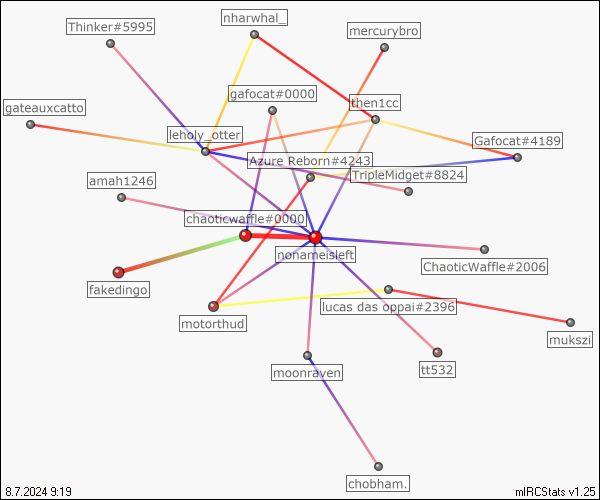 nharwhal_
Thinker#5995
mercurybro
gafocat#0000
then1cc
gateauxcatto
leholy_otter
Gafocat#4189
Azure Reborn#4243
TripleMidget#8824
amah1246
chaoticwaffle#0000
nonameisleft
ChaoticWaffle#2006
fakedingo
lucas das oppai#2396
motorthud
mukszi
moonraven
tt532
chobham.
8.7.2024 9:19
mIRCStats v1.25